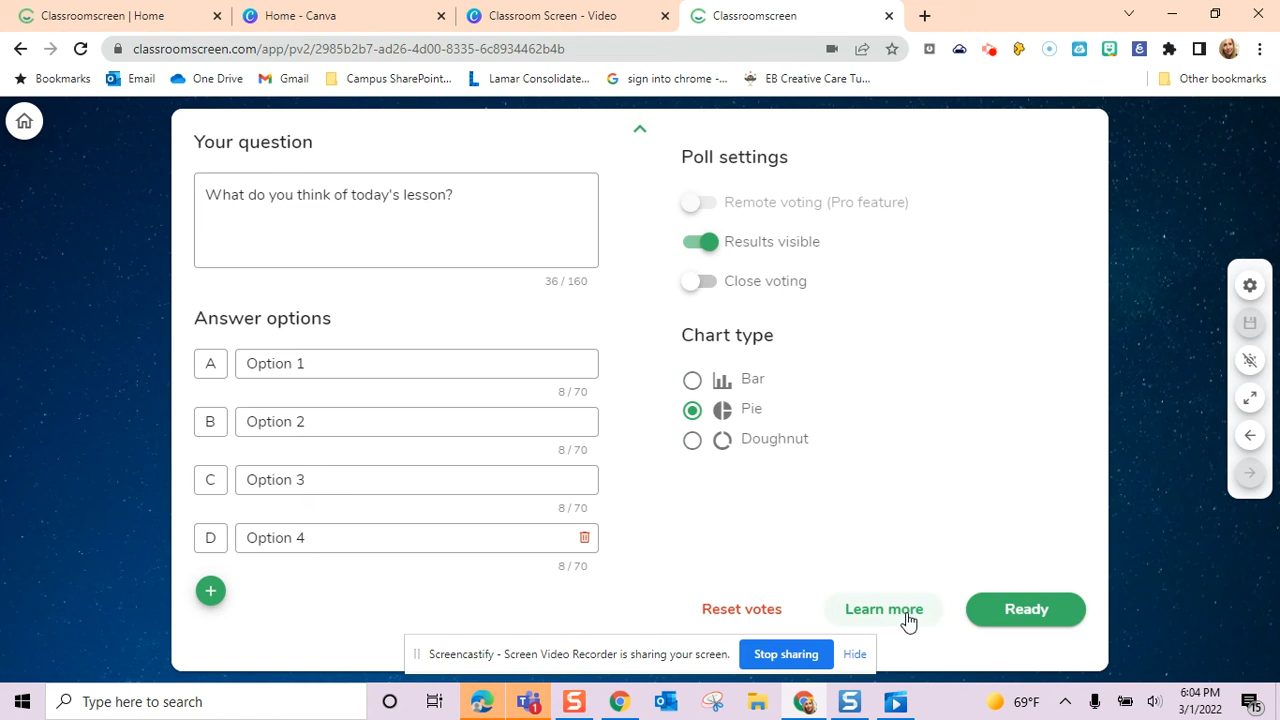 Classroomscreen | Home
Home - Canva
Classroom Screen - Video
Classroomscreen
classroomscreen.com/app/pv2/2985b2b7-ad26-4d00-8335-6c8934462b4b
Bookmarks
Email
One Drive
Gmail
Campus SharePoint...
Lamar Consolidate...
sign into chrome -...
EB Creative Care Tu...
Other bookmarks
Your question
What do you think of today's lesson?
36 / 160
Answer options
A Option 1
8 / 70
B Option 2
8 / 70
C Option 3
8 / 70
D Option 4
8 / 70
Poll settings
Remote voting (Pro feature)
Results visible
Close voting
Chart type
Bar
Pie
Doughnut
Reset votes
Learn more
Ready
Screencastify - Screen Video Recorder is sharing your screen.
Stop sharing
Hide
Type here to search
1
69°F
6:04 PM
3/1/2022
15